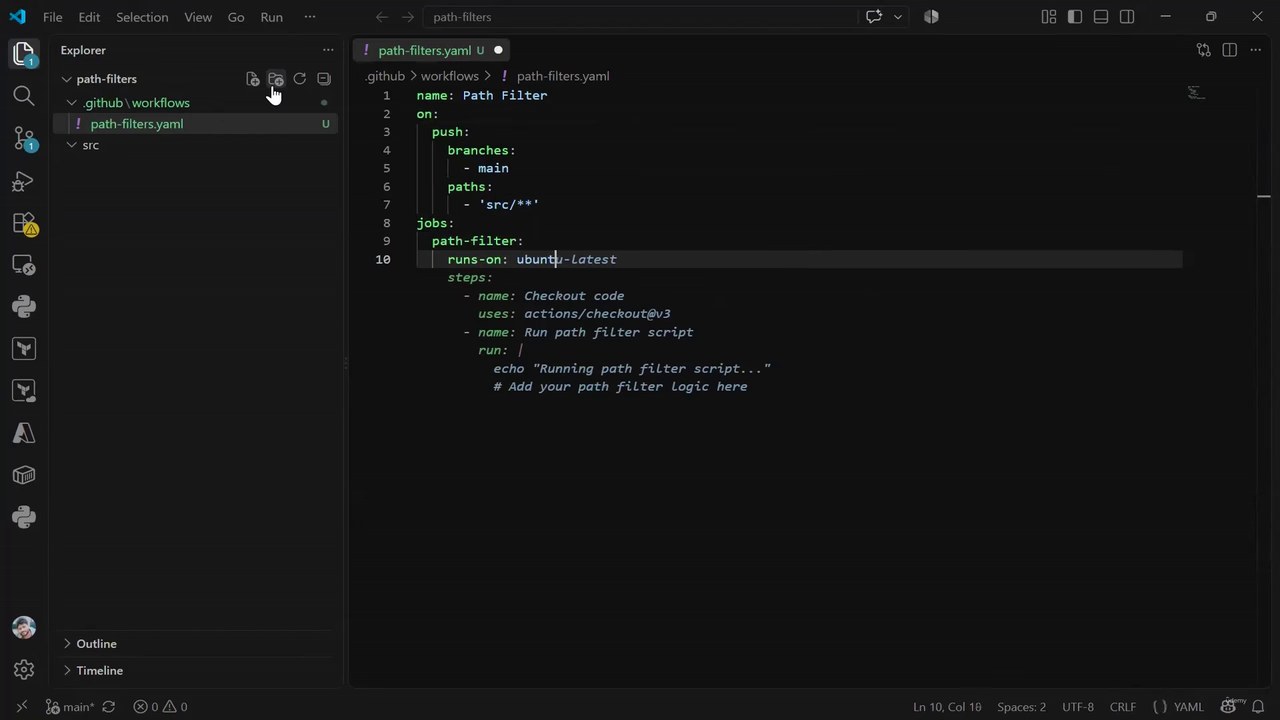 File Edit Selection View Go Run ··· path-filters
Explorer ···
path-filters
.github\workflows
! path-filters.yaml U
src
Outline
Timeline
! path-filters.yaml U
.github > workflows > ! path-filters.yaml
1 name: Path Filter
2 on:
3 push:
4 branches:
5 - main
6 paths:
7 - 'src/**'
8 jobs:
9 path-filter:
10 runs-on: ubuntu-latest
steps:
- name: Checkout code
uses: actions/checkout@v3
- name: Run path filter script
run: |
echo "Running path filter script..."
# Add your path filter logic here
1
1
main* 0 0 Ln 10, Col 18 Spaces: 2 UTF-8 CRLF { } YAML
Udemy